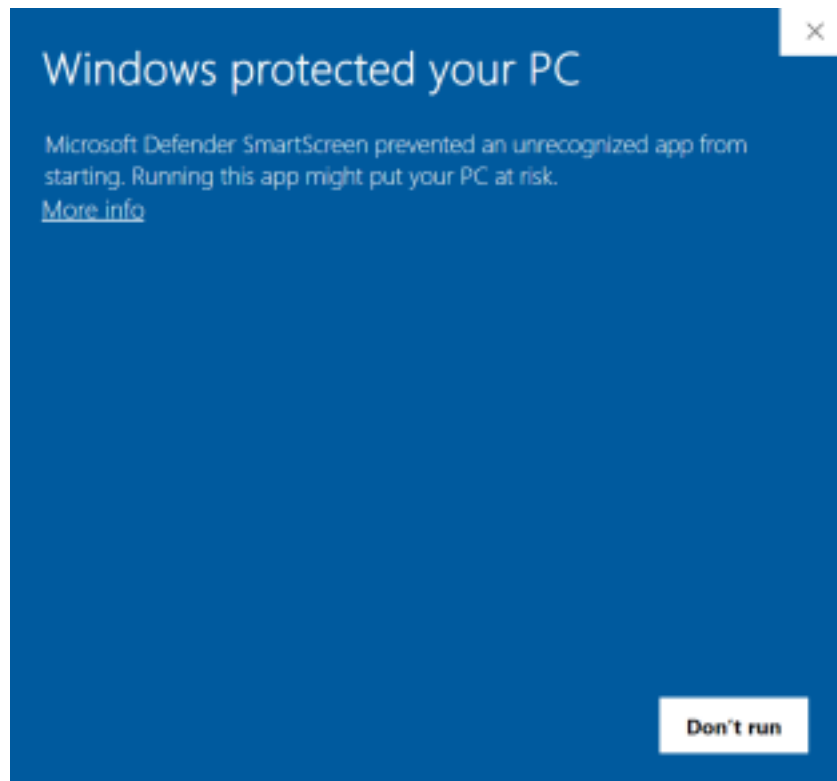 Windows protected your PC
Microsoft Defender SmartScreen prevented an unrecognized app from
starting. Running this app might put your PC at risk.
More info
Don't run